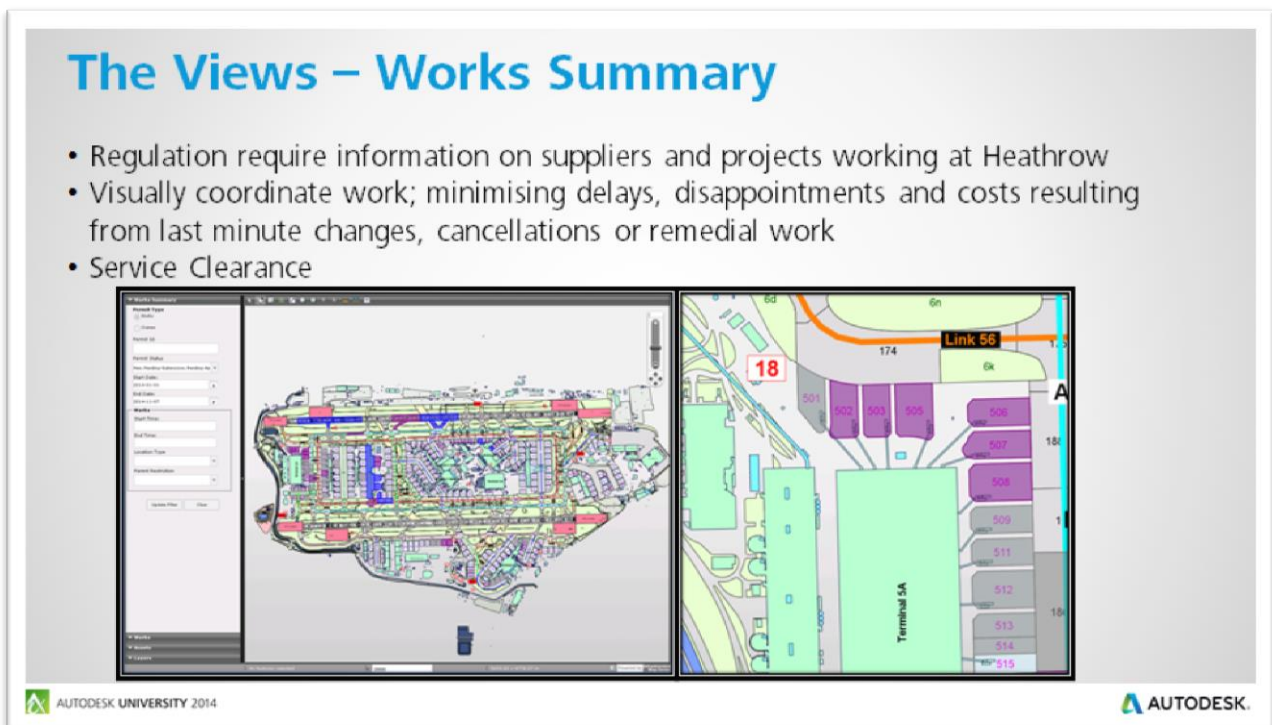 The Views – Works Summary
• Regulation require information on suppliers and projects working at Heathrow
• Visually coordinate work; minimising delays, disappointments and costs resulting
from last minute changes, cancellations or remedial work
• Service Clearance
Works Summary
Permit Type
Works
Permit Id
Permit Status
Start Date:
End Date:
Works
Start Time:
End Time:
Location Type
Permit Restriction
Update Filter Clear
Works
Assets
Layers
6d
6n
Link 56
174
18
6k
A
501
502
503
505
506
507
508
509
511
512
513
514
515
Terminal 5A
AUTODESK UNIVERSITY 2014
AUTODESK.